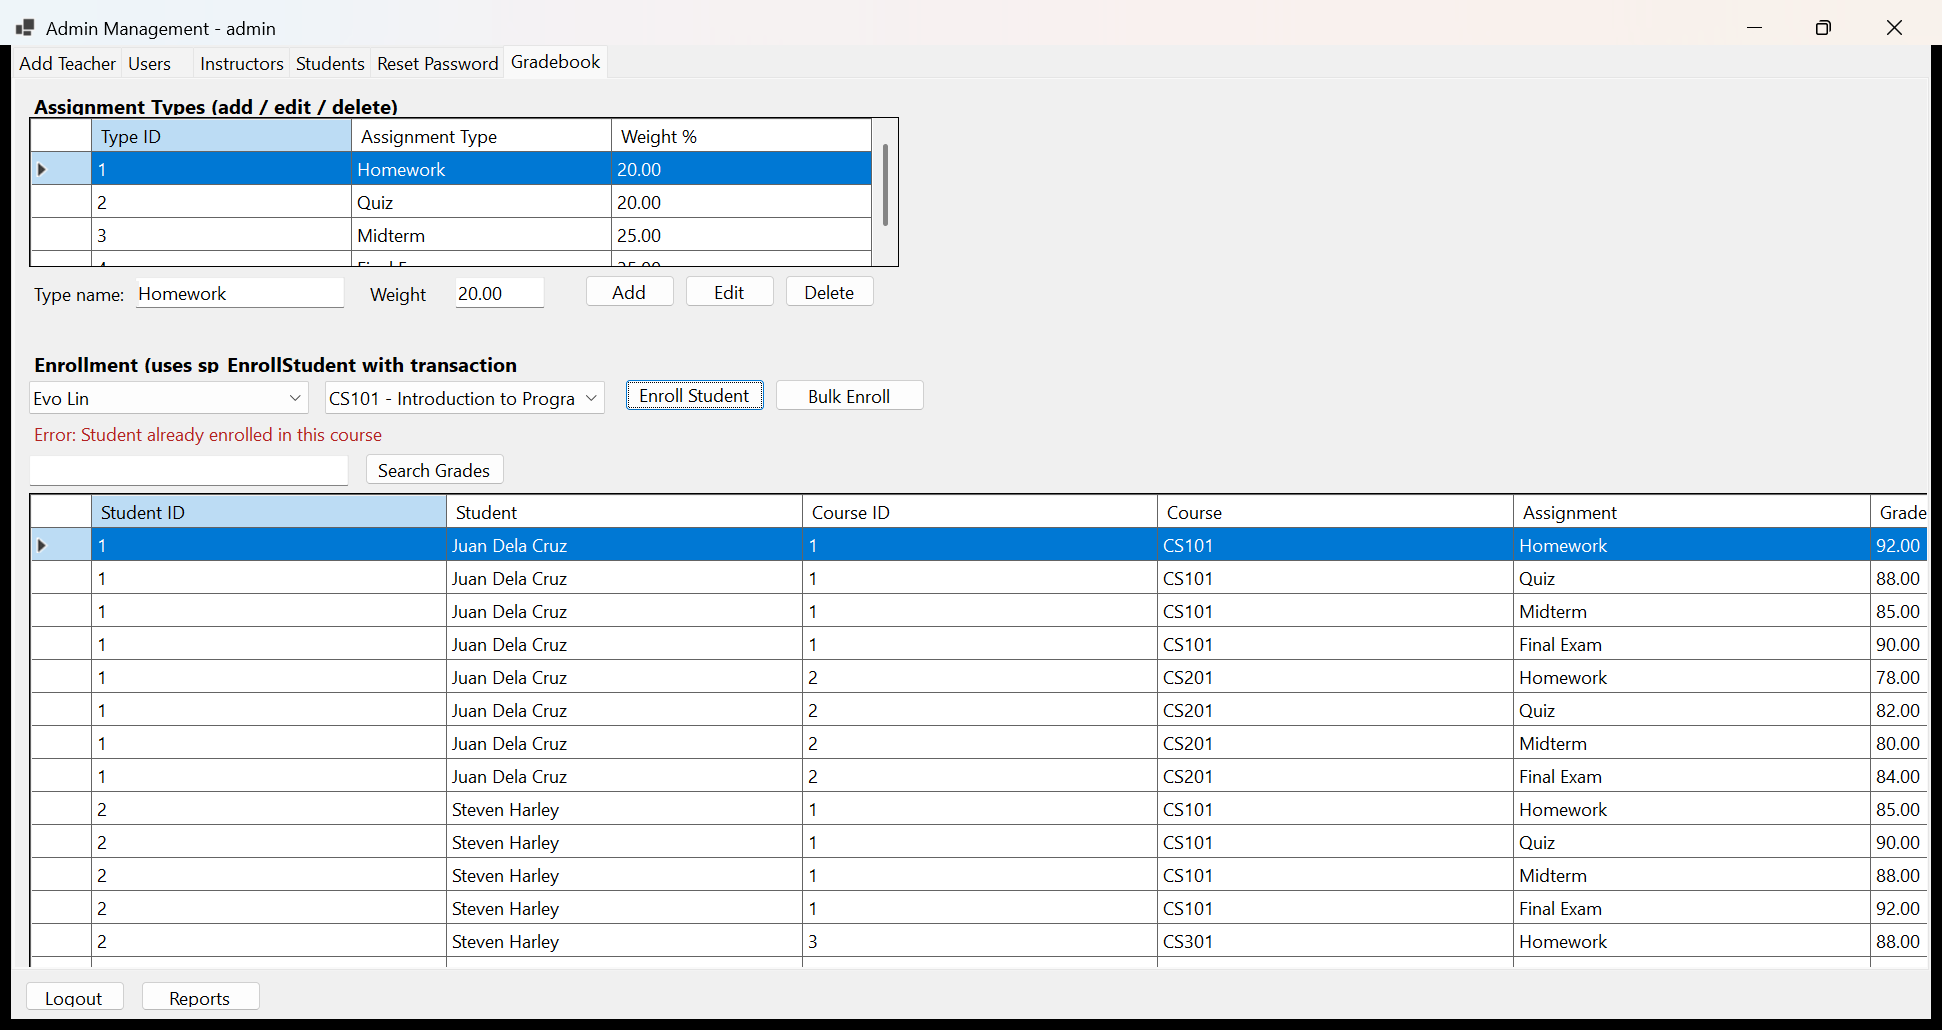 Admin Management - admin
Add Teacher Users Instructors Students Reset Password Gradebook
Assignment Types (add / edit / delete)
Type ID Assignment Type Weight %
1 Homework 20.00
2 Quiz 20.00
3 Midterm 25.00
Type name: Homework Weight 20.00 Add Edit Delete
Enrollment (uses sp_EnrollStudent with transaction
Evo Lin CS101 - Introduction to Progra Enroll Student Bulk Enroll
Error: Student already enrolled in this course
Search Grades
Student ID Student Course ID Course Assignment Grade
1 Juan Dela Cruz 1 CS101 Homework 92.00
1 Juan Dela Cruz 1 CS101 Quiz 88.00
1 Juan Dela Cruz 1 CS101 Midterm 85.00
1 Juan Dela Cruz 1 CS101 Final Exam 90.00
1 Juan Dela Cruz 2 CS201 Homework 78.00
1 Juan Dela Cruz 2 CS201 Quiz 82.00
1 Juan Dela Cruz 2 CS201 Midterm 80.00
1 Juan Dela Cruz 2 CS201 Final Exam 84.00
2 Steven Harley 1 CS101 Homework 85.00
2 Steven Harley 1 CS101 Quiz 90.00
2 Steven Harley 1 CS101 Midterm 88.00
2 Steven Harley 1 CS101 Final Exam 92.00
2 Steven Harley 3 CS301 Homework 88.00
Logout Reports